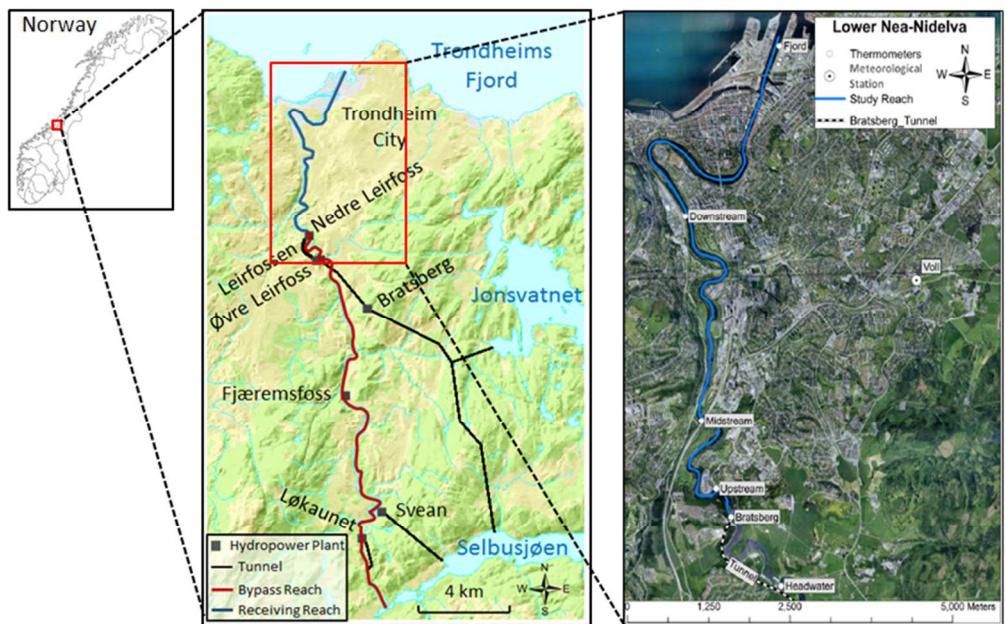 Norway
Trondheims
Fjord
Trondheim
City
Nedre Leirfoss
Leirfossen
Øvre Leirfoss
Bratsberg
Jonsvatnet
Fjæremsfoss
Løkaunet
Svean
Selbusjøen
Hydropower Plant
Tunnel
Bypass Reach
Receiving Reach
4 km
N
W
E
S
Lower Nea-Nidelva
Thermometers
Meteorological
Station
Study Reach
Bratsberg_Tunnel
N
W
E
S
Fjord
Downstream
Voll
Midstream
Upstream
Bratsberg
Tunnel
Headwater
0 1,250 2,500 5,000 Meters